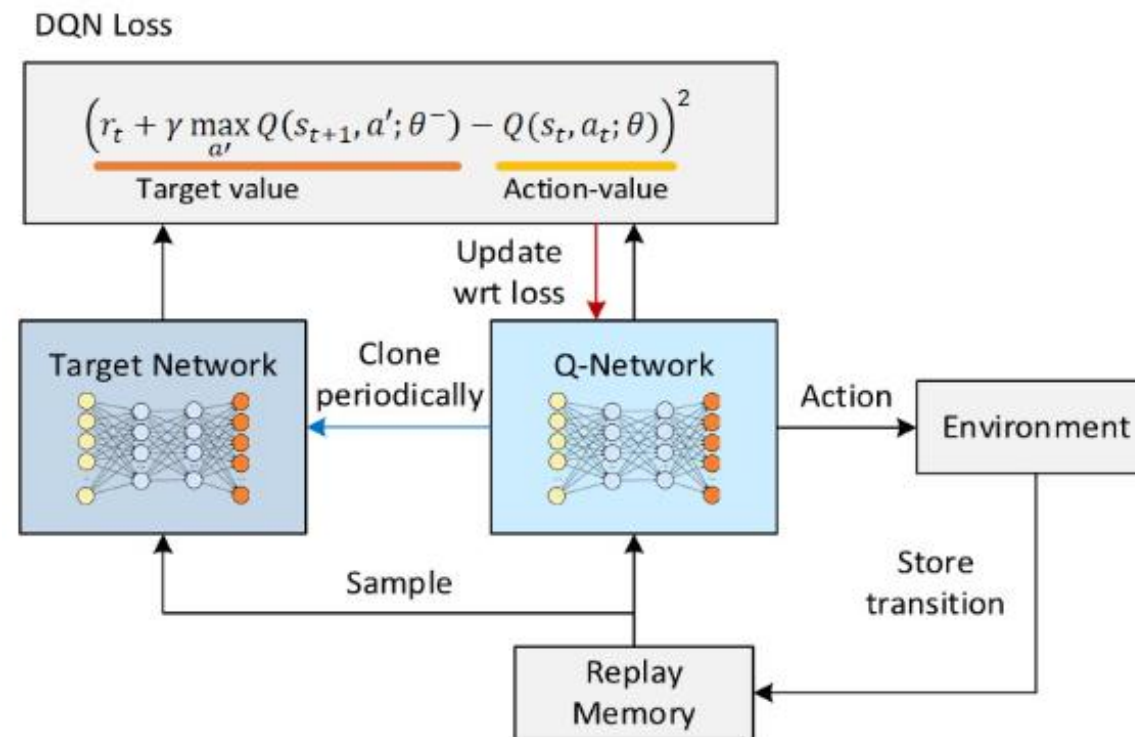 DQN Loss
(r_t + γ max_{a′} Q(s_{t+1}, a′; θ⁻) − Q(s_t, a_t; θ))²
Target value
Action-value
Update
wrt loss
Target Network
Clone
periodically
Q-Network
Action
Environment
Sample
Store
transition
Replay
Memory